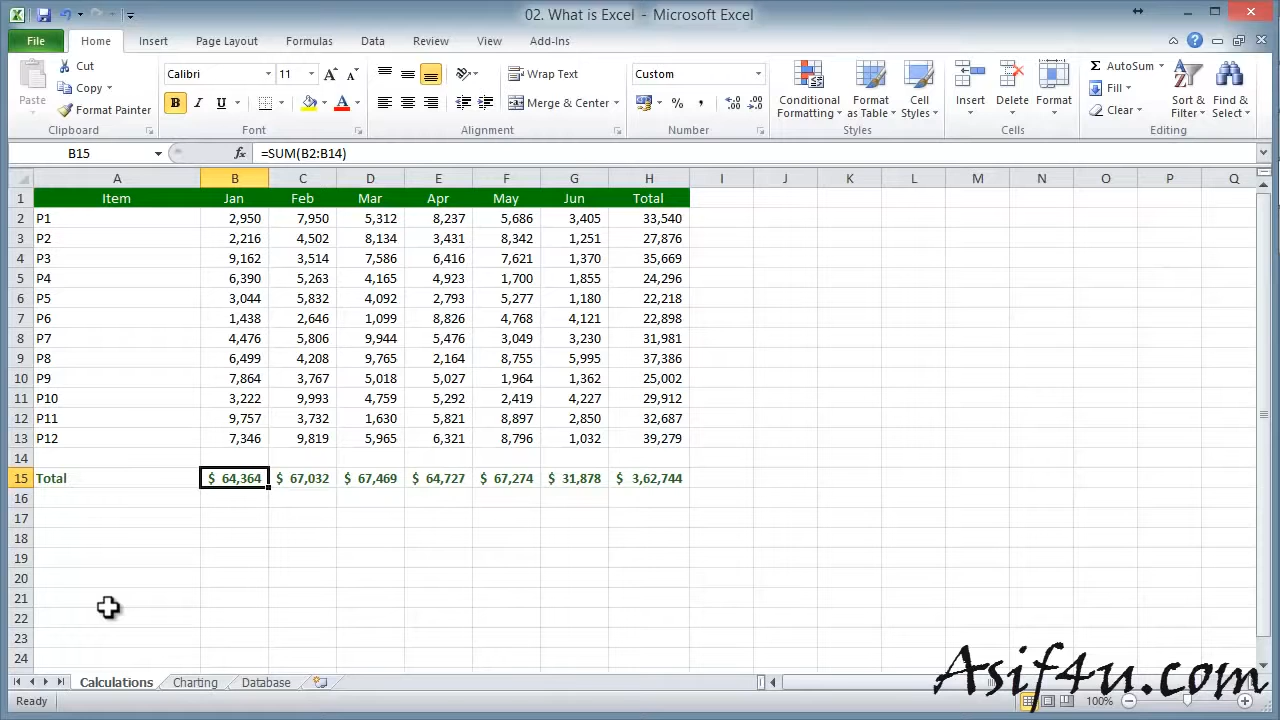 02. What is Excel - Microsoft Excel
File Home Insert Page Layout Formulas Data Review View Add-Ins
Paste
Cut
Copy
Format Painter
Clipboard
Calibri 11
B I U A
Font
Wrap Text
Merge & Center
Alignment
Custom
% ,
Number
Conditional Formatting
Format as Table
Cell Styles
Styles
Insert Delete Format
Cells
Σ AutoSum
Fill
Clear
Sort & Filter
Find & Select
Editing
B15 fx =SUM(B2:B14)
A B C D E F G H I J K L M N O P Q
1 Item Jan Feb Mar Apr May Jun Total
2 P1 2,950 7,950 5,312 8,237 5,686 3,405 33,540
3 P2 2,216 4,502 8,134 3,431 8,342 1,251 27,876
4 P3 9,162 3,514 7,586 6,416 7,621 1,370 35,669
5 P4 6,390 5,263 4,165 4,923 1,700 1,855 24,296
6 P5 3,044 5,832 4,092 2,793 5,277 1,180 22,218
7 P6 1,438 2,646 1,099 8,826 4,768 4,121 22,898
8 P7 4,476 5,806 9,944 5,476 3,049 3,230 31,981
9 P8 6,499 4,208 9,765 2,164 8,755 5,995 37,386
10 P9 7,864 3,767 5,018 5,027 1,964 1,362 25,002
11 P10 3,222 9,993 4,759 5,292 2,419 4,227 29,912
12 P11 9,757 3,732 1,630 5,821 8,897 2,850 32,687
13 P12 7,346 9,819 5,965 6,321 8,796 1,032 39,279
14
15 Total $ 64,364 $ 67,032 $ 67,469 $ 64,727 $ 67,274 $ 31,878 $ 3,62,744
16
17
18
19
20
21
22
23
24
Calculations Charting Database
Ready 100%
Asif4u.com